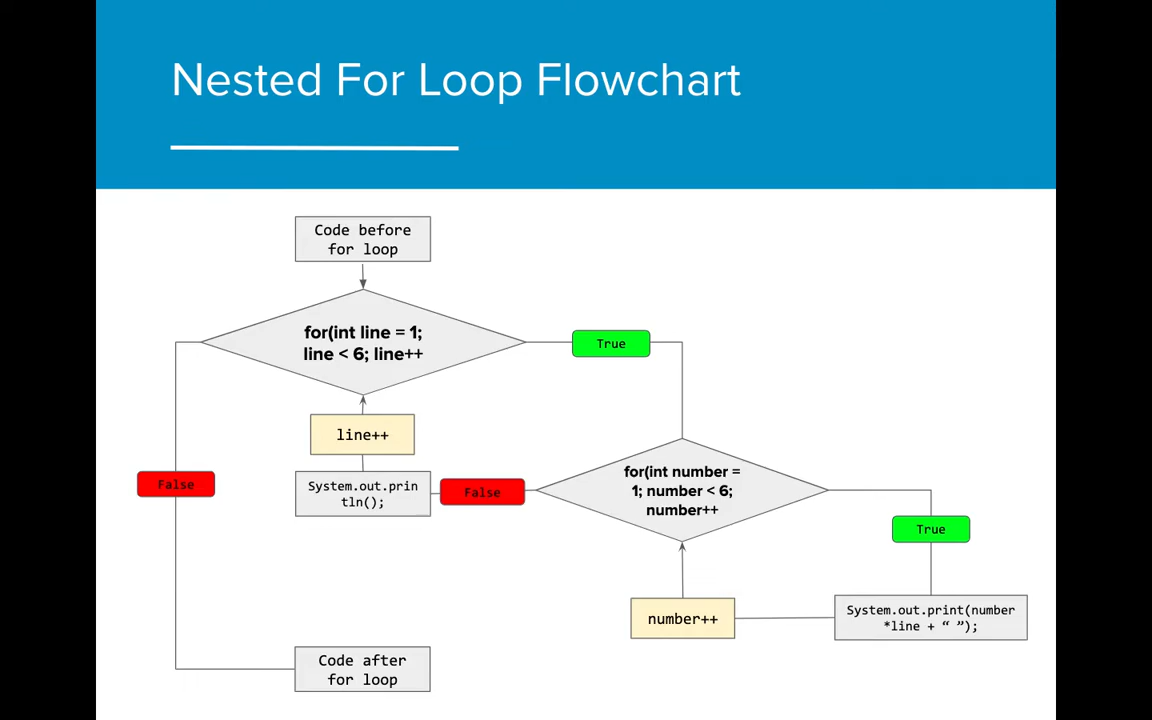 Nested For Loop Flowchart
Code before
for loop
for(int line = 1;
line < 6; line++
True
line++
False
System.out.prin
tln();
False
for(int number =
1; number < 6;
number++
True
number++
System.out.print(number
*line + “ ”);
Code after
for loop